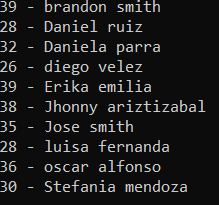 39 - brandon smith
28 - Daniel ruiz
32 - Daniela parra
26 - diego velez
39 - Erika emilia
38 - Jhonny ariztizabal
35 - Jose smith
28 - luisa fernanda
36 - oscar alfonso
30 - Stefania mendoza